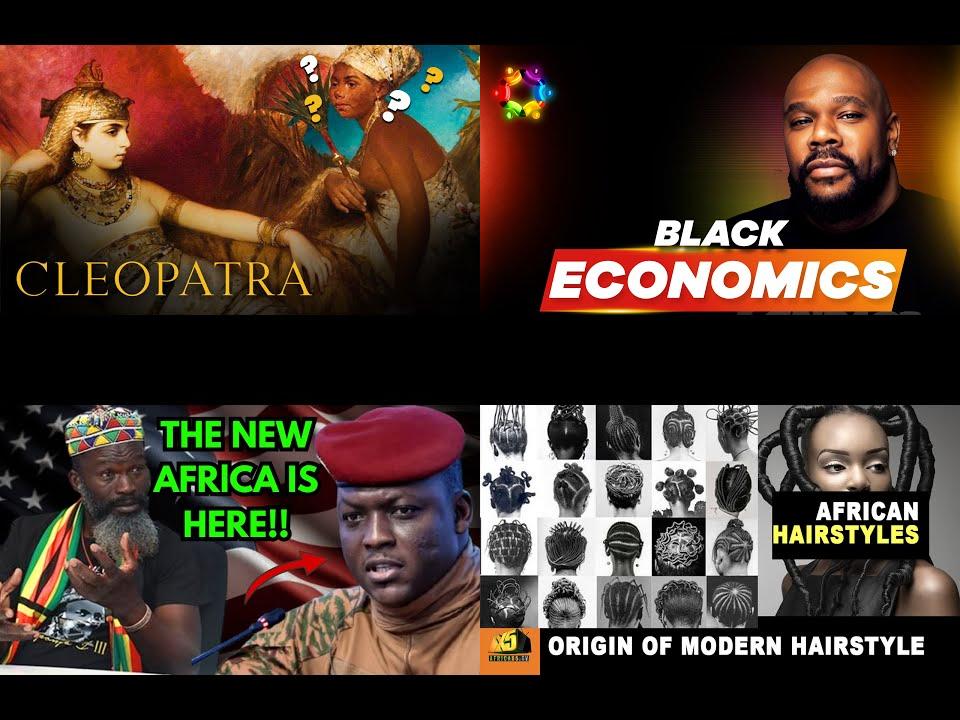 ?
?
?
?
CLEOPATRA
BLACK
ECONOMICS
THE NEW
AFRICA IS
HERE!!
AFRICAN
HAIRSTYLES
ORIGIN OF MODERN HAIRSTYLE